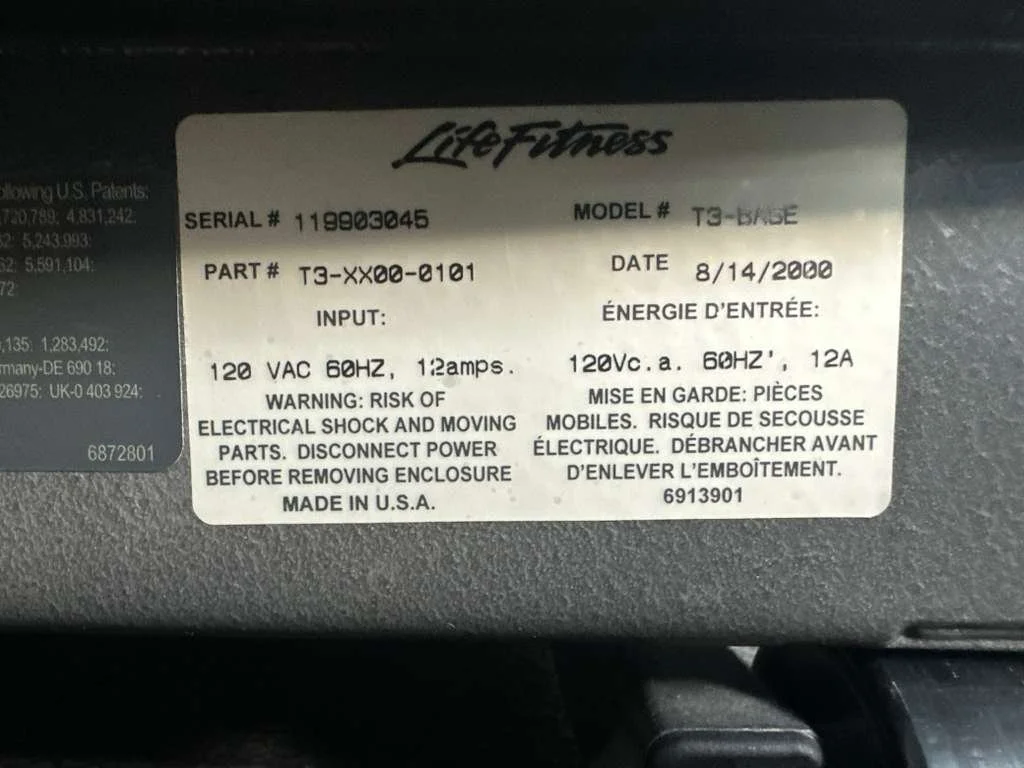 ollowing U.S. Patents:
,720,789; 4,831,242;
32; 5,243,993;
62; 5,591,104;
72
,135; 1,283,492;
rmany-DE 690 18;
26975; UK-0 403 924;
6872801
LifeFitness
SERIAL # 119903045
MODEL # T3-BASE
PART # T3-XX00-0101
DATE 8/14/2000
INPUT:
120 VAC 60HZ, 12amps.
WARNING: RISK OF
ELECTRICAL SHOCK AND MOVING
PARTS. DISCONNECT POWER
BEFORE REMOVING ENCLOSURE
MADE IN U.S.A.
ÉNERGIE D'ENTRÉE:
120Vc.a. 60HZ', 12A
MISE EN GARDE: PIÈCES
MOBILES. RISQUE DE SECOUSSE
ÉLECTRIQUE. DÉBRANCHER AVANT
D'ENLEVER L'EMBOÎTEMENT.
6913901